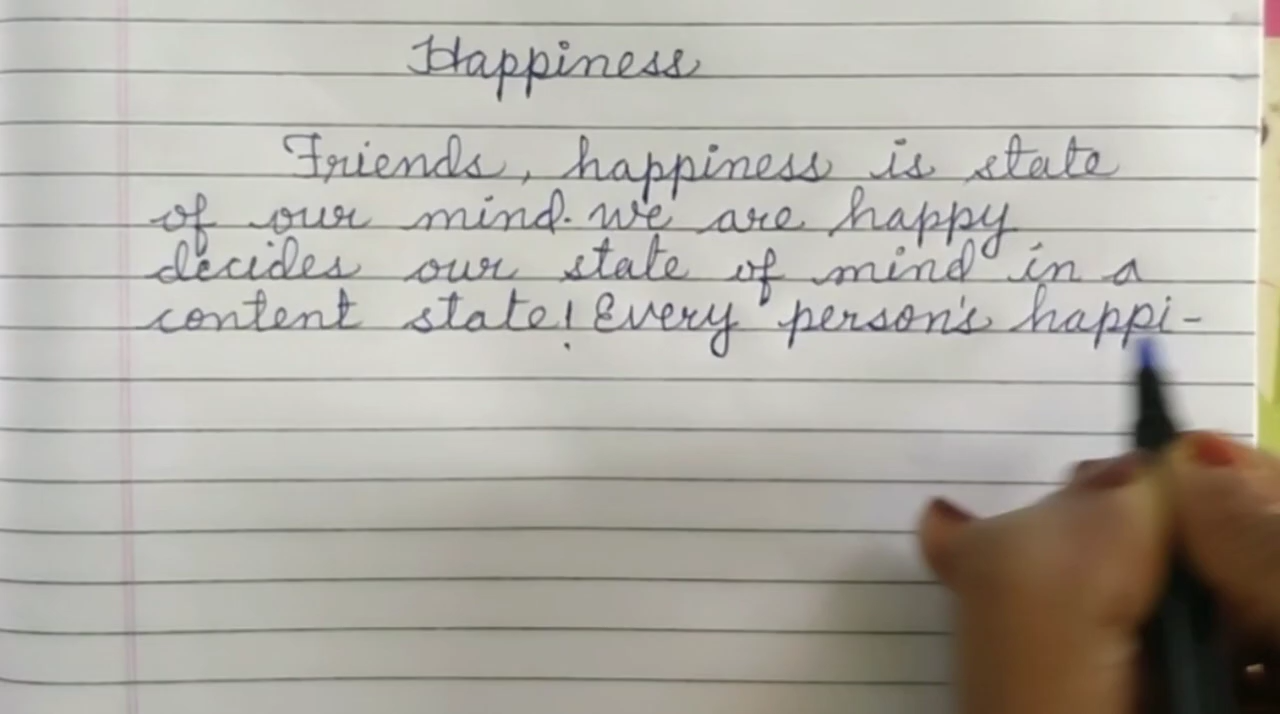 Happiness
Friends, happiness is state
of our mind. we are happy
decides our state of mind in a
content state! Every person's happi-